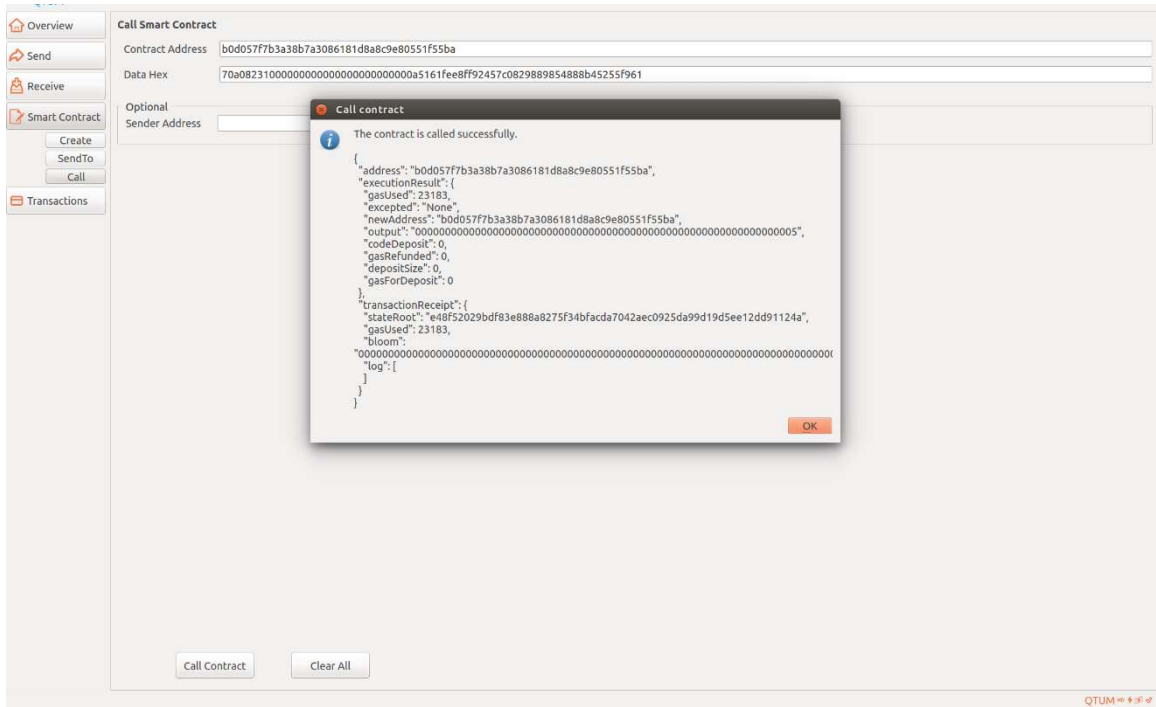 Overview
Send
Receive
Smart Contract
Create
SendTo
Call
Transactions
Call Smart Contract
Contract Address b0d057f7b3a38b7a3086181d8a8c9e80551f55ba
Data Hex
Optional
Sender Address
Call contract
The contract is called successfully.
{
"address": "b0d057f7b3a38b7a3086181d8a8c9e80551f55ba",
"executionResult": {
"gasUsed": 23183,
"excepted": "None",
"newAddress": "b0d057f7b3a38b7a3086181d8a8c9e80551f55ba",
"output": "0000000000000000000000000000000000000000000000000000000000000005",
"codeDeposit": 0,
"gasRefunded": 0,
"depositSize": 0,
"gasForDeposit": 0
},
"transactionReceipt": {
"stateRoot": "e48f52029bdf83e888a8275f34bfacda7042aec0925da99d19d5ee12dd91124a",
"gasUsed": 23183,
"bloom":
"log": [
]
}
}
OK
Call Contract
Clear All
QTUM